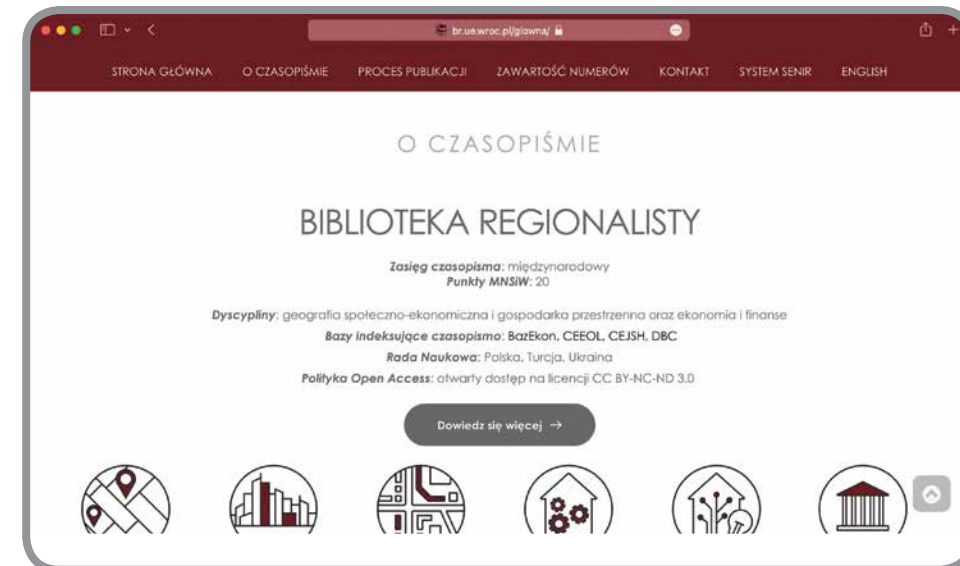 br.ue.wroc.pl/glowna/
STRONA GŁÓWNA O CZASOPIŚMIE PROCES PUBLIKACJI ZAWARTOŚĆ NUMERÓW KONTAKT SYSTEM SENIR ENGLISH
O CZASOPIŚMIE
BIBLIOTEKA REGIONALISTY
Zasięg czasopisma: międzynarodowy
Punkty MNSiW: 20
Dyscypliny: geografia społeczno-ekonomiczna i gospodarka przestrzenna oraz ekonomia i finanse
Bazy indeksujące czasopismo: BazEkon, CEEOL, CEJSH, DBC
Rada Naukowa: Polska, Turcja, Ukraina
Polityka Open Access: otwarty dostęp na licencji CC BY-NC-ND 3.0
Dowiedz się więcej →